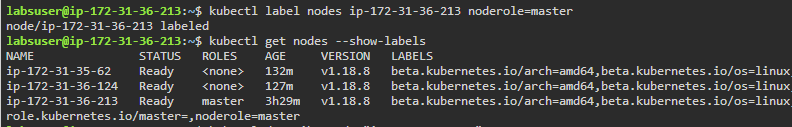 labsuser@ip-172-31-36-213:~$ kubectl label nodes ip-172-31-36-213 noderole=master
node/ip-172-31-36-213 labeled
labsuser@ip-172-31-36-213:~$ kubectl get nodes --show-labels
NAME STATUS ROLES AGE VERSION LABELS
ip-172-31-35-62 Ready <none> 132m v1.18.8 beta.kubernetes.io/arch=amd64,beta.kubernetes.io/os=linux,
ip-172-31-36-124 Ready <none> 127m v1.18.8 beta.kubernetes.io/arch=amd64,beta.kubernetes.io/os=linux,
ip-172-31-36-213 Ready master 3h29m v1.18.8 beta.kubernetes.io/arch=amd64,beta.kubernetes.io/os=linux,
role.kubernetes.io/master=,noderole=master